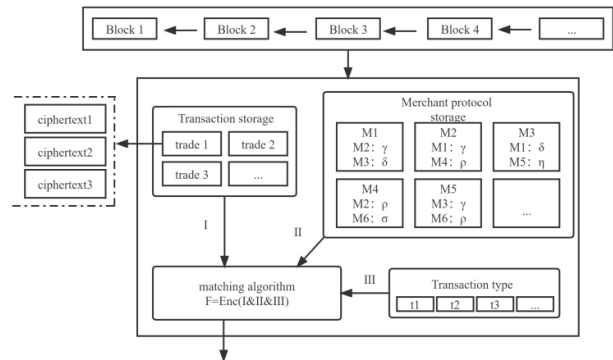 Block 1
Block 2
Block 3
Block 4
...
ciphertext1
ciphertext2
ciphertext3
Transaction storage
trade 1
trade 2
trade 3
...
Merchant protocol
storage
M1
M2：γ
M3：δ
M2
M1：γ
M4：ρ
M3
M1：δ
M5：η
M4
M2：ρ
M6：σ
M5
M3：γ
M6：ρ
...
I
II
III
matching algorithm
F=Enc(I&II&III)
Transaction type
t1
t2
t3
...